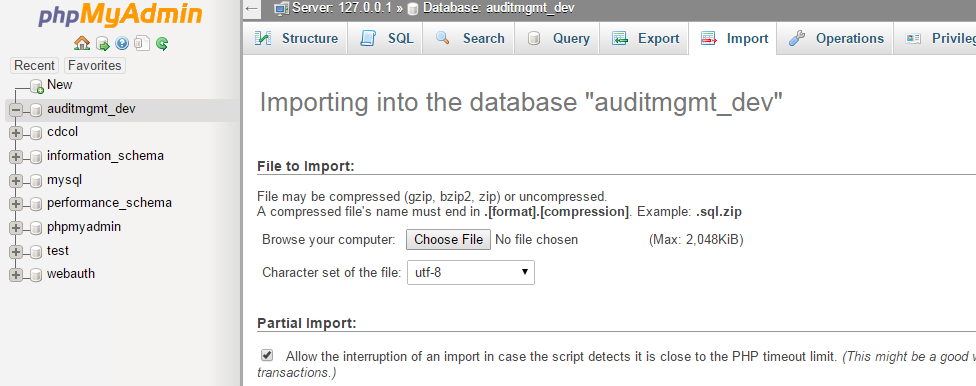 phpMyAdmin
Recent Favorites
New
auditmgmt_dev
cdcol
information_schema
mysql
performance_schema
phpmyadmin
test
webauth
Server: 127.0.0.1 » Database: auditmgmt_dev
Structure SQL Search Query Export Import Operations Privileg
Importing into the database "auditmgmt_dev"
File to Import:
File may be compressed (gzip, bzip2, zip) or uncompressed.
A compressed file's name must end in .[format].[compression]. Example: .sql.zip
Browse your computer: Choose File No file chosen (Max: 2,048KiB)
Character set of the file: utf-8
Partial Import:
Allow the interruption of an import in case the script detects it is close to the PHP timeout limit. (This might be a good w
transactions.)